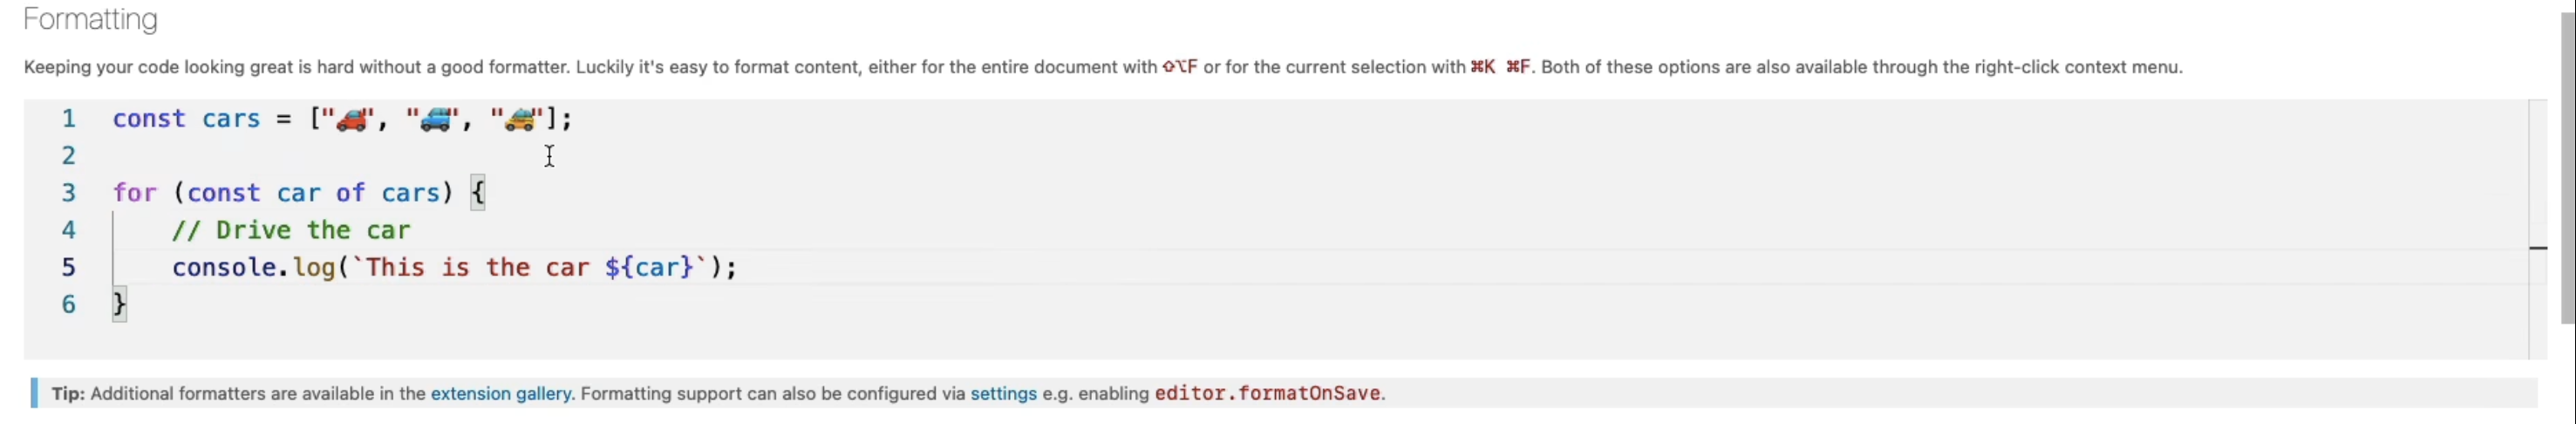 Formatting
Keeping your code looking great is hard without a good formatter. Luckily it's easy to format content, either for the entire document with ⇧⌥F or for the current selection with ⌘K ⌘F. Both of these options are also available through the right-click context menu.
1 const cars = ["🚗", "🚙", "🚕"];
2
3 for (const car of cars) {
4     // Drive the car
5     console.log(`This is the car ${car}`);
6 }
Tip: Additional formatters are available in the extension gallery. Formatting support can also be configured via settings e.g. enabling editor.formatOnSave.